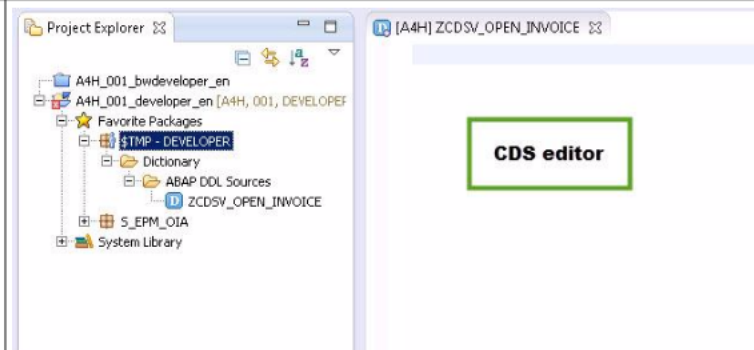 Project Explorer
A4H_001_bwdeveloper_en
A4H_001_developer_en [A4H, 001, DEVELOPER
Favorite Packages
$TMP - DEVELOPER
Dictionary
ABAP DDL Sources
D ZCDSV_OPEN_INVOICE
S_EPM_OIA
System Library
D [A4H] ZCDSV_OPEN_INVOICE
CDS editor